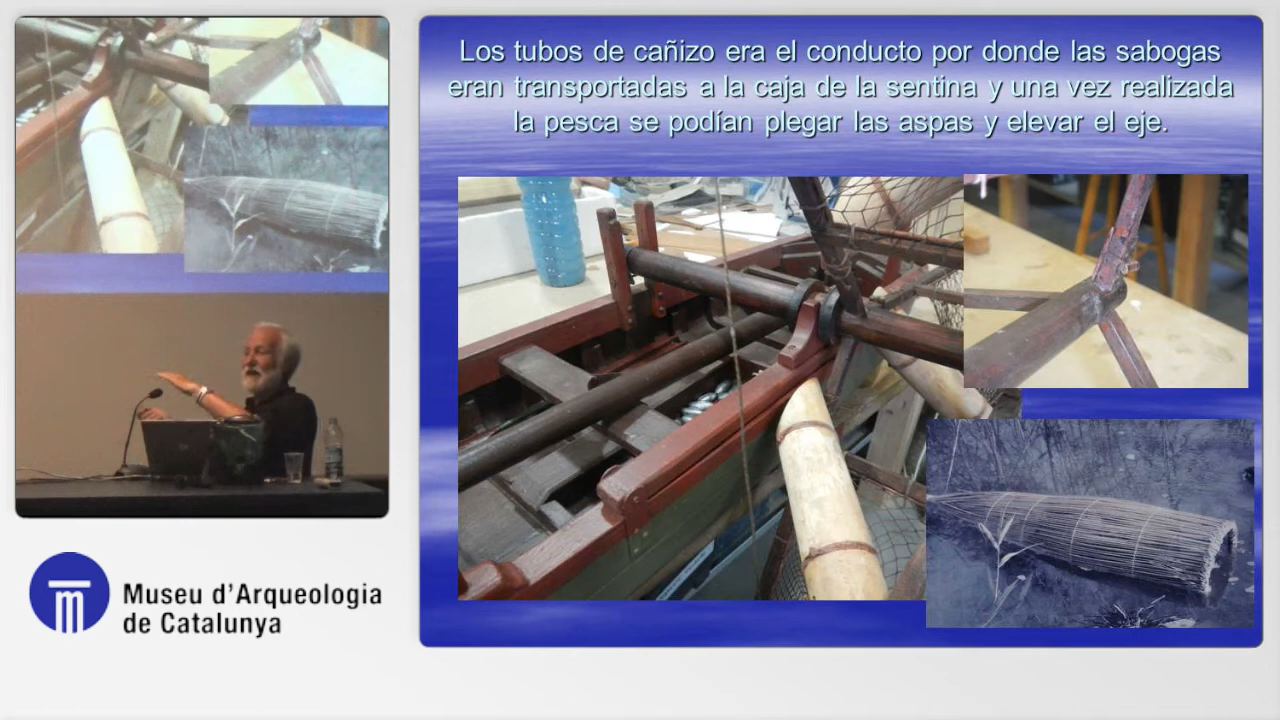 Los tubos de cañizo era el conducto por donde las sabogas
eran transportadas a la caja de la sentina y una vez realizada
la pesca se podían plegar las aspas y elevar el eje.
Museu d'Arqueologia
de Catalunya